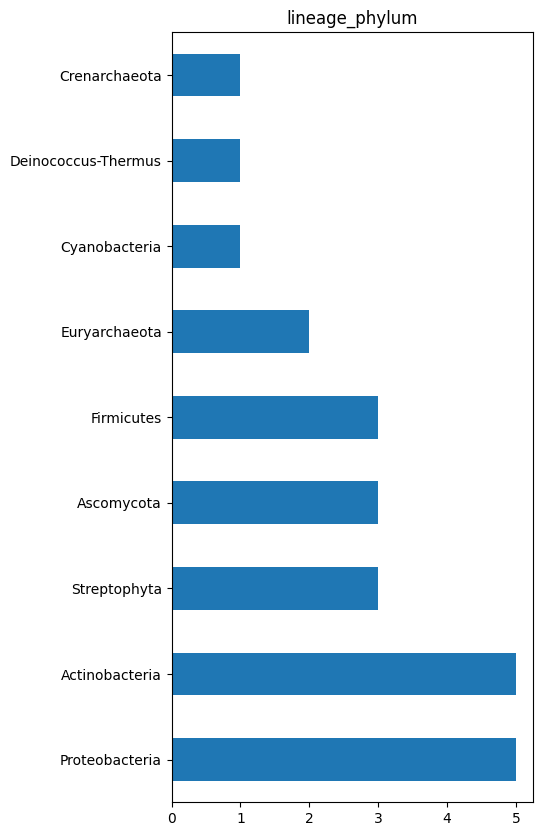 lineage_phylum
Crenarchaeota
Deinococcus-Thermus
Cyanobacteria
Euryarchaeota
Firmicutes
Ascomycota
Streptophyta
Actinobacteria
Proteobacteria
0 1 2 3 4 5